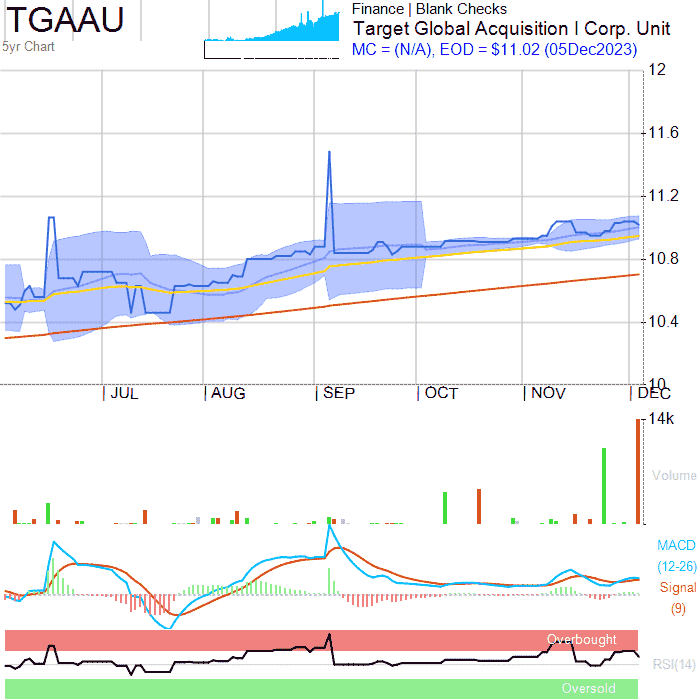 TGAAU
5yr Chart
Finance | Blank Checks
Target Global Acquisition I Corp. Unit
MC = (N/A), EOD = $11.02 (05Dec2023)
12
11.6
11.2
10.8
10.4
10
JUL AUG SEP OCT NOV DEC
14k
Volume
MACD
(12-26)
Signal
(9)
Overbought
RSI(14)
Oversold